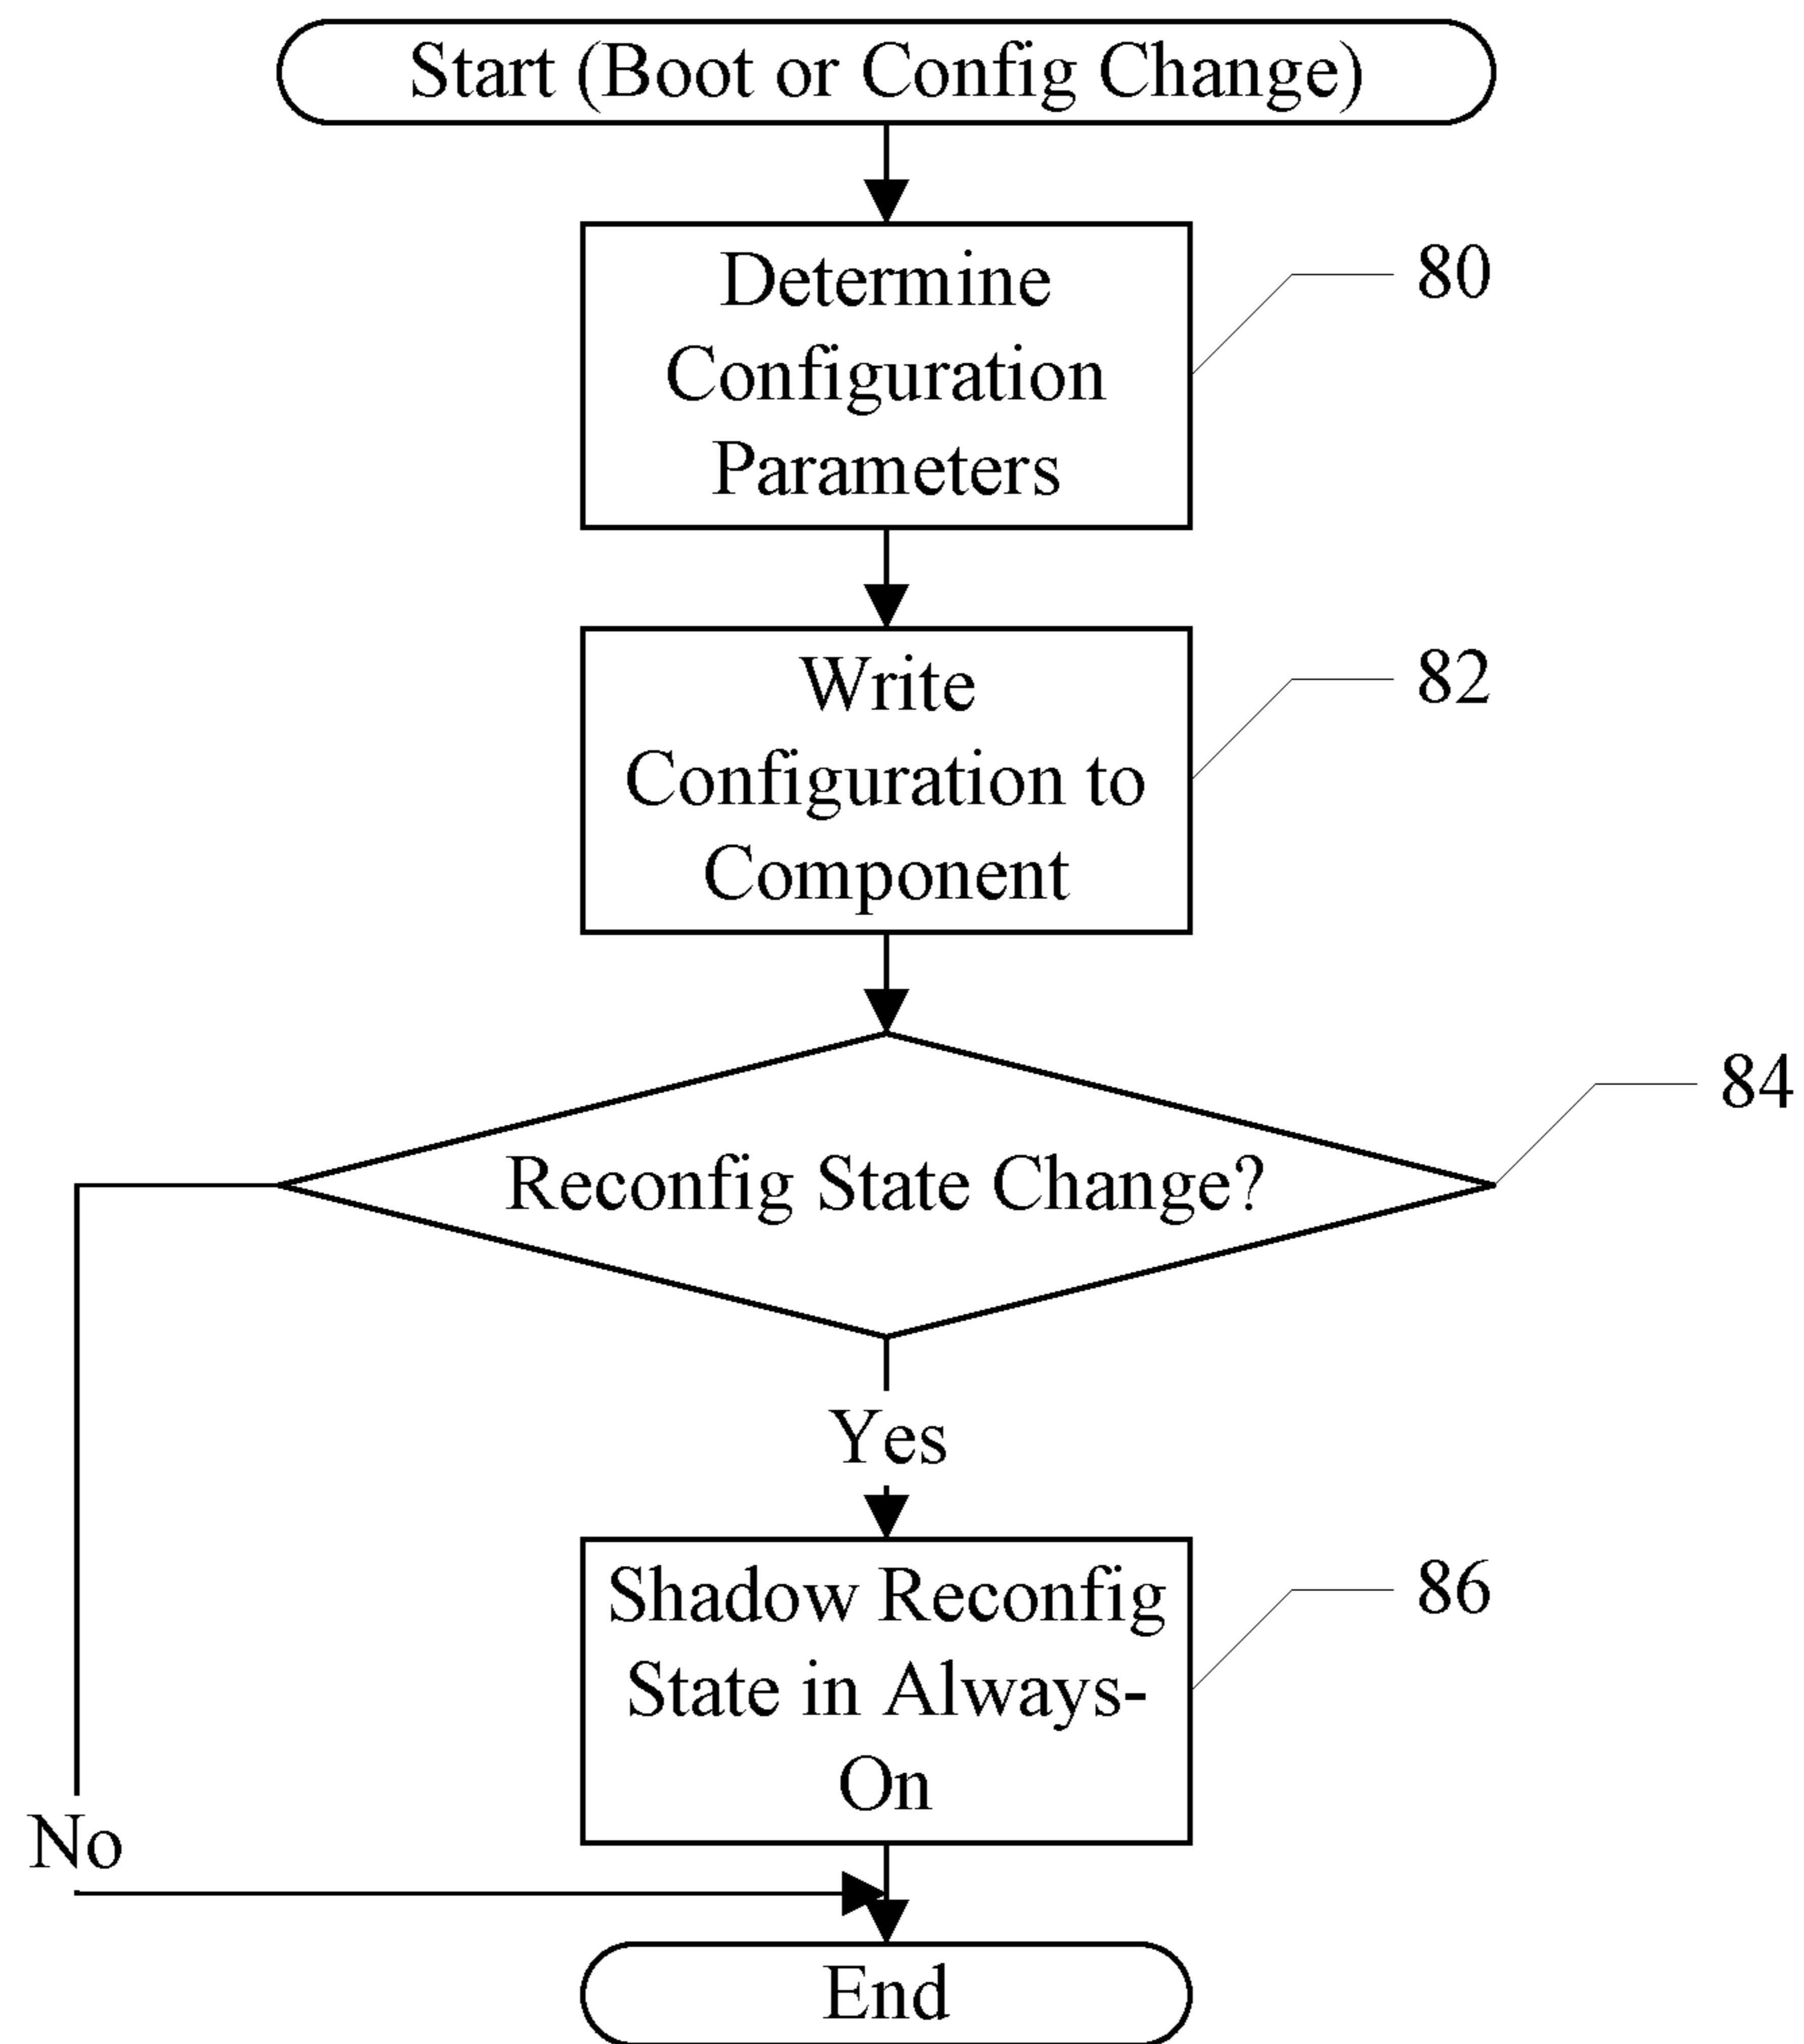 Start (Boot or Config Change)
Determine
Configuration
Parameters
80
Write
Configuration to
Component
82
Reconfig State Change?
84
Yes
Shadow Reconfig
State in Always-
On
86
No
End